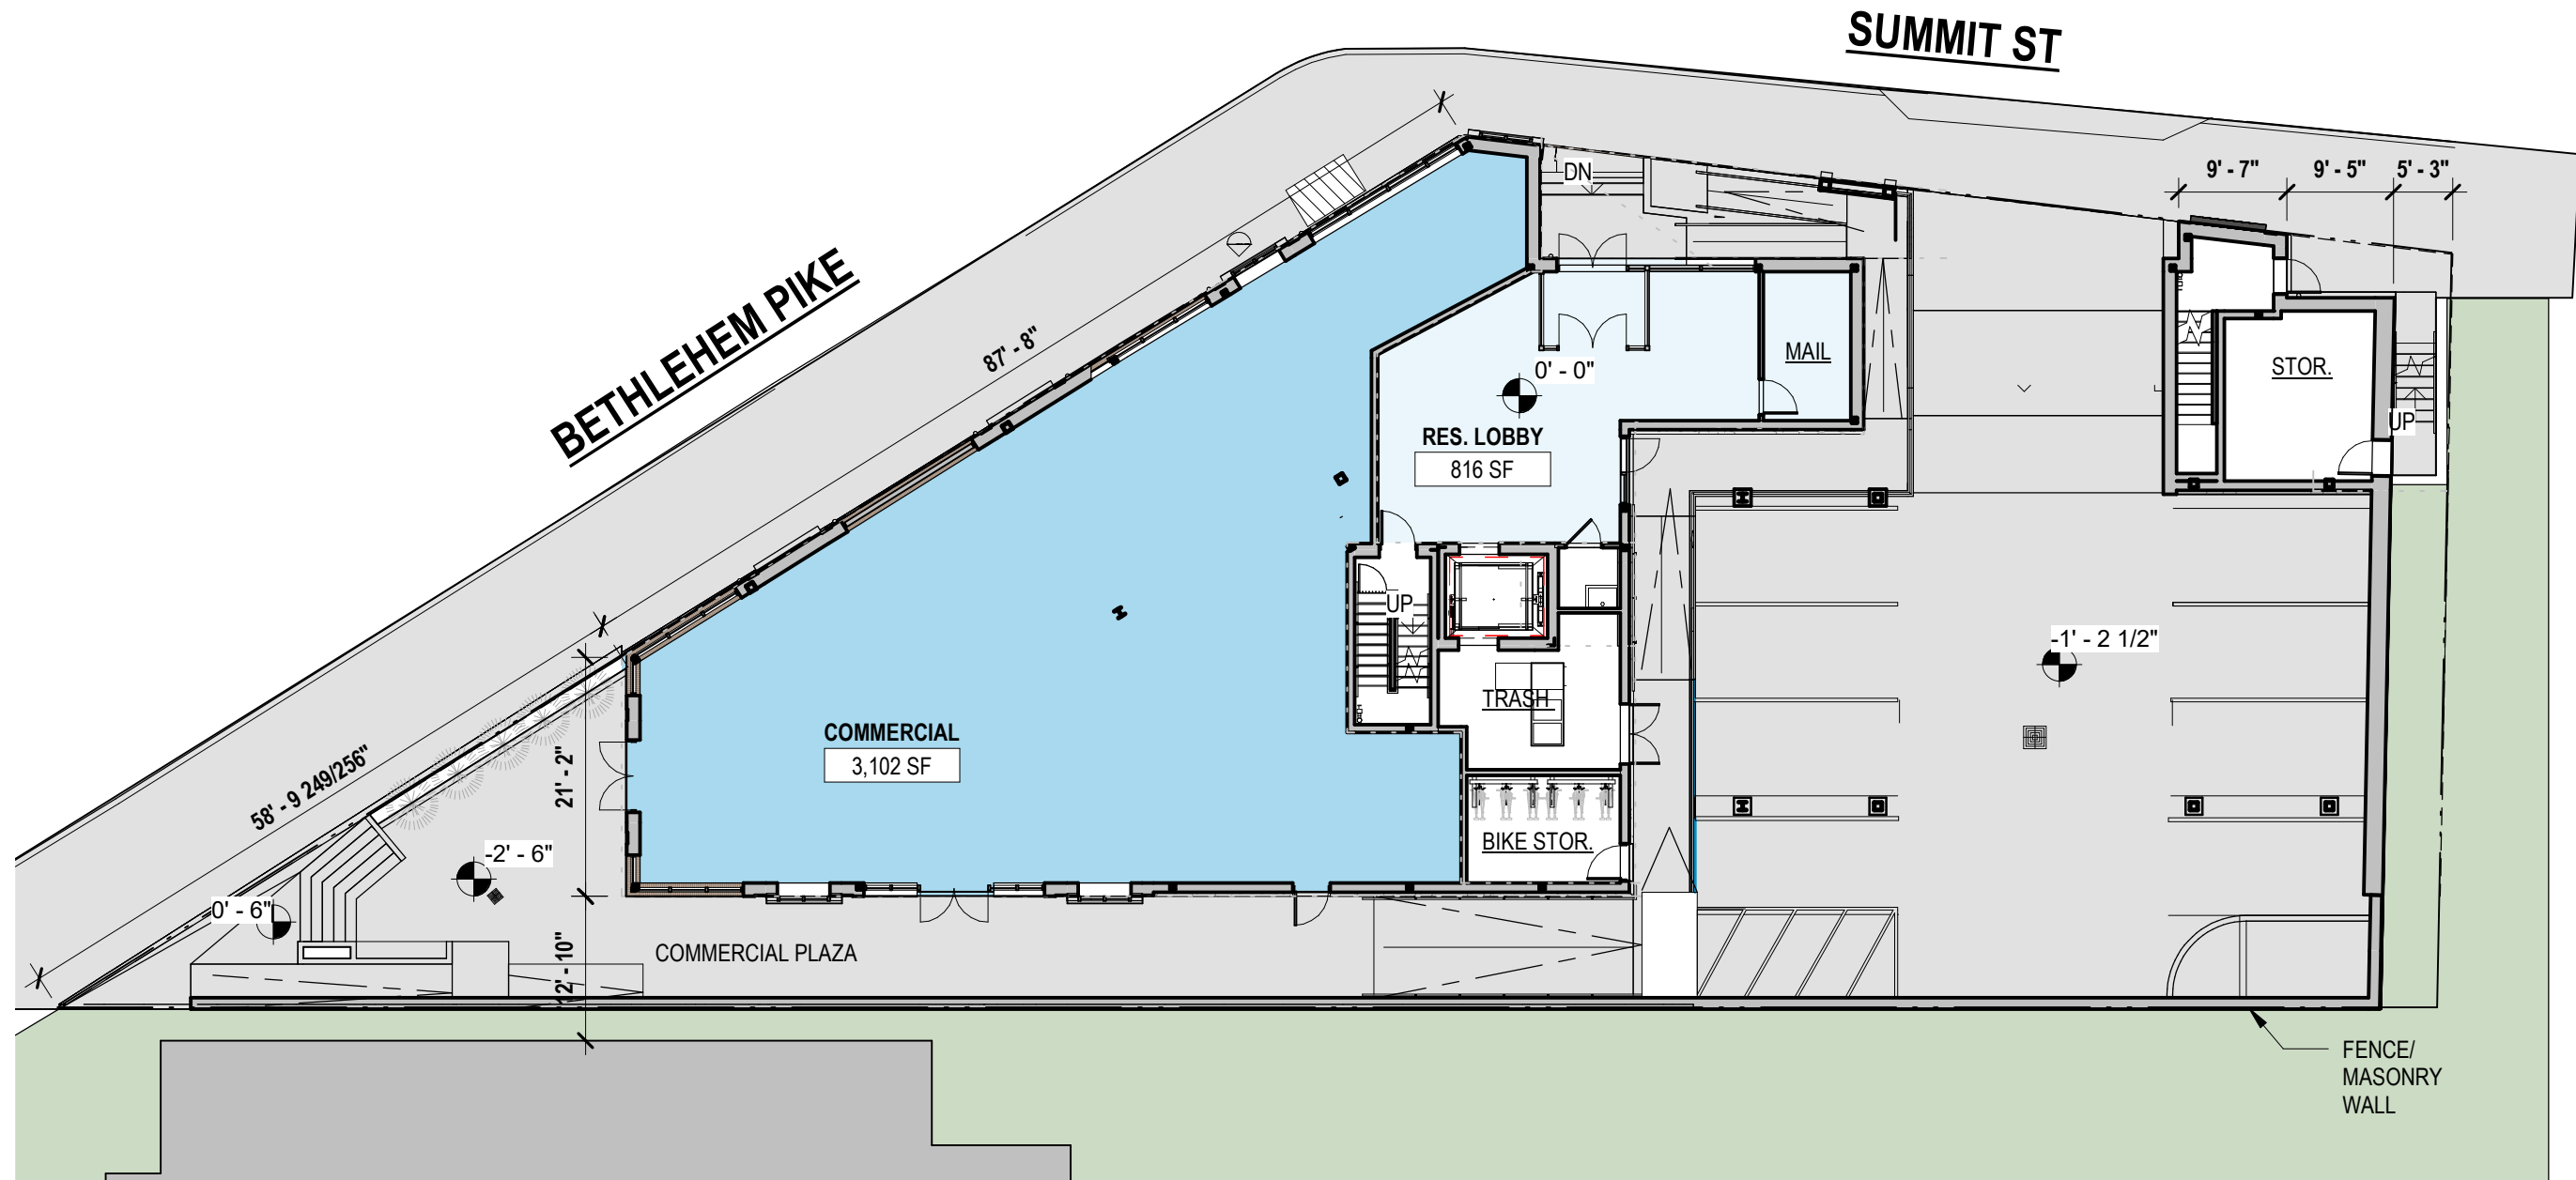 SUMMIT ST
BETHLEHEM PIKE
DN
9' - 7"
9' - 5"
5' - 3"
87' - 8"
0' - 0"
MAIL
STOR.
UP
RES. LOBBY
816 SF
UP
-1' - 2 1/2"
TRASH
COMMERCIAL
3,102 SF
21' - 2"
58' - 9 249/256"
-2' - 6"
BIKE STOR.
0' - 6"
12' - 10"
COMMERCIAL PLAZA
FENCE/
MASONRY
WALL